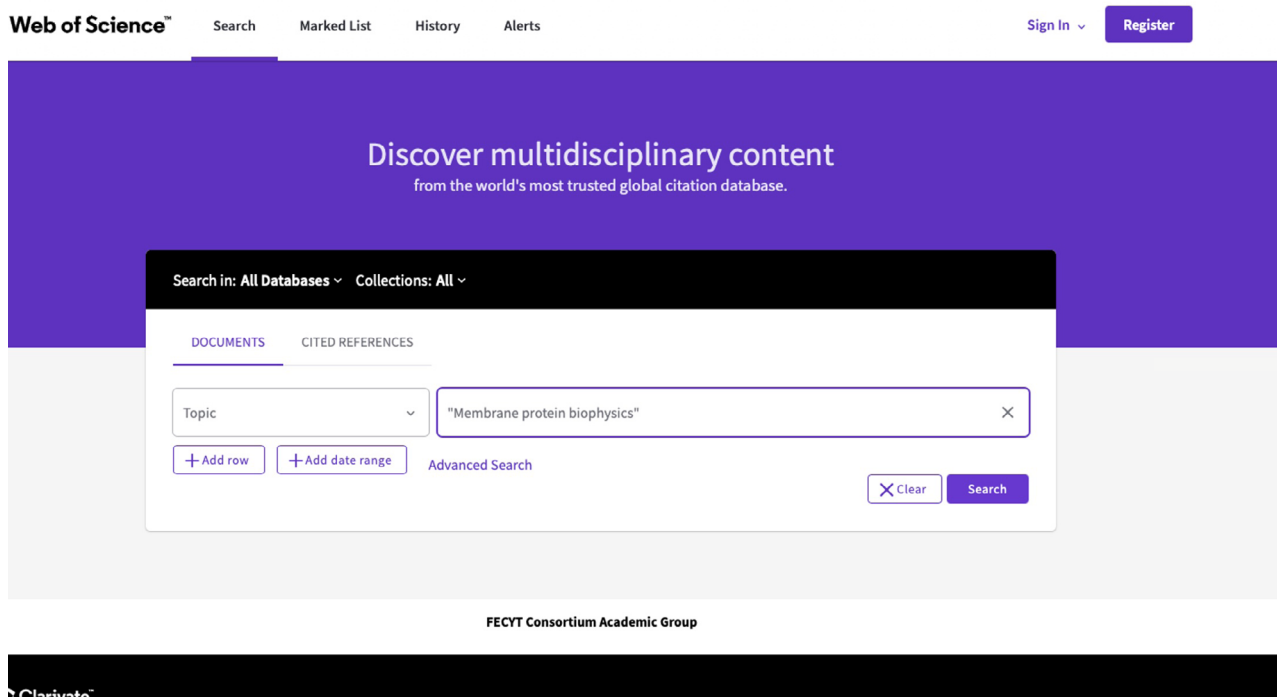 Web of Science™ Search Marked List History Alerts Sign In Register
Discover multidisciplinary content
from the world's most trusted global citation database.
Search in: All Databases Collections: All
DOCUMENTS CITED REFERENCES
Topic "Membrane protein biophysics"
Add row Add date range Advanced Search
Clear Search
FECYT Consortium Academic Group
Clarivate™